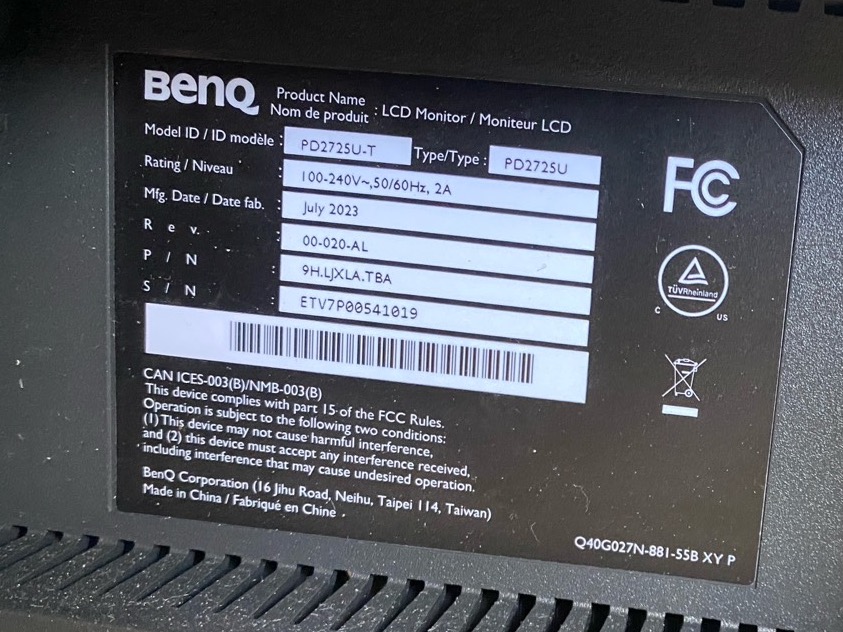 BenQ
Product Name
Nom de produit : LCD Monitor / Moniteur LCD
Model ID / ID modèle : PD2725U-T Type/Type : PD2725U
Rating / Niveau : 100-240V~,50/60Hz, 2A
Mfg. Date / Date fab. : July 2023
R e v. : 00-020-AL
P / N : 9H.LJXLA.TBA
S / N : ETV7P00541019
FC
TÜVRheinland
C US
CAN ICES-003(B)/NMB-003(B)
This device complies with part 15 of the FCC Rules.
Operation is subject to the following two conditions:
(1) This device may not cause harmful interference,
and (2) this device must accept any interference received,
including interference that may cause undesired operation.
BenQ Corporation (16 Jihu Road, Neihu, Taipei 114, Taiwan)
Made in China / Fabriqué en Chine
Q40G027N-881-55B XY P